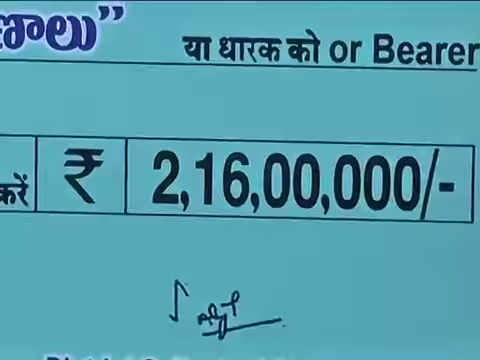 ణాలు”
या धारक को or Bearer
करें ₹ 2,16,00,000/-